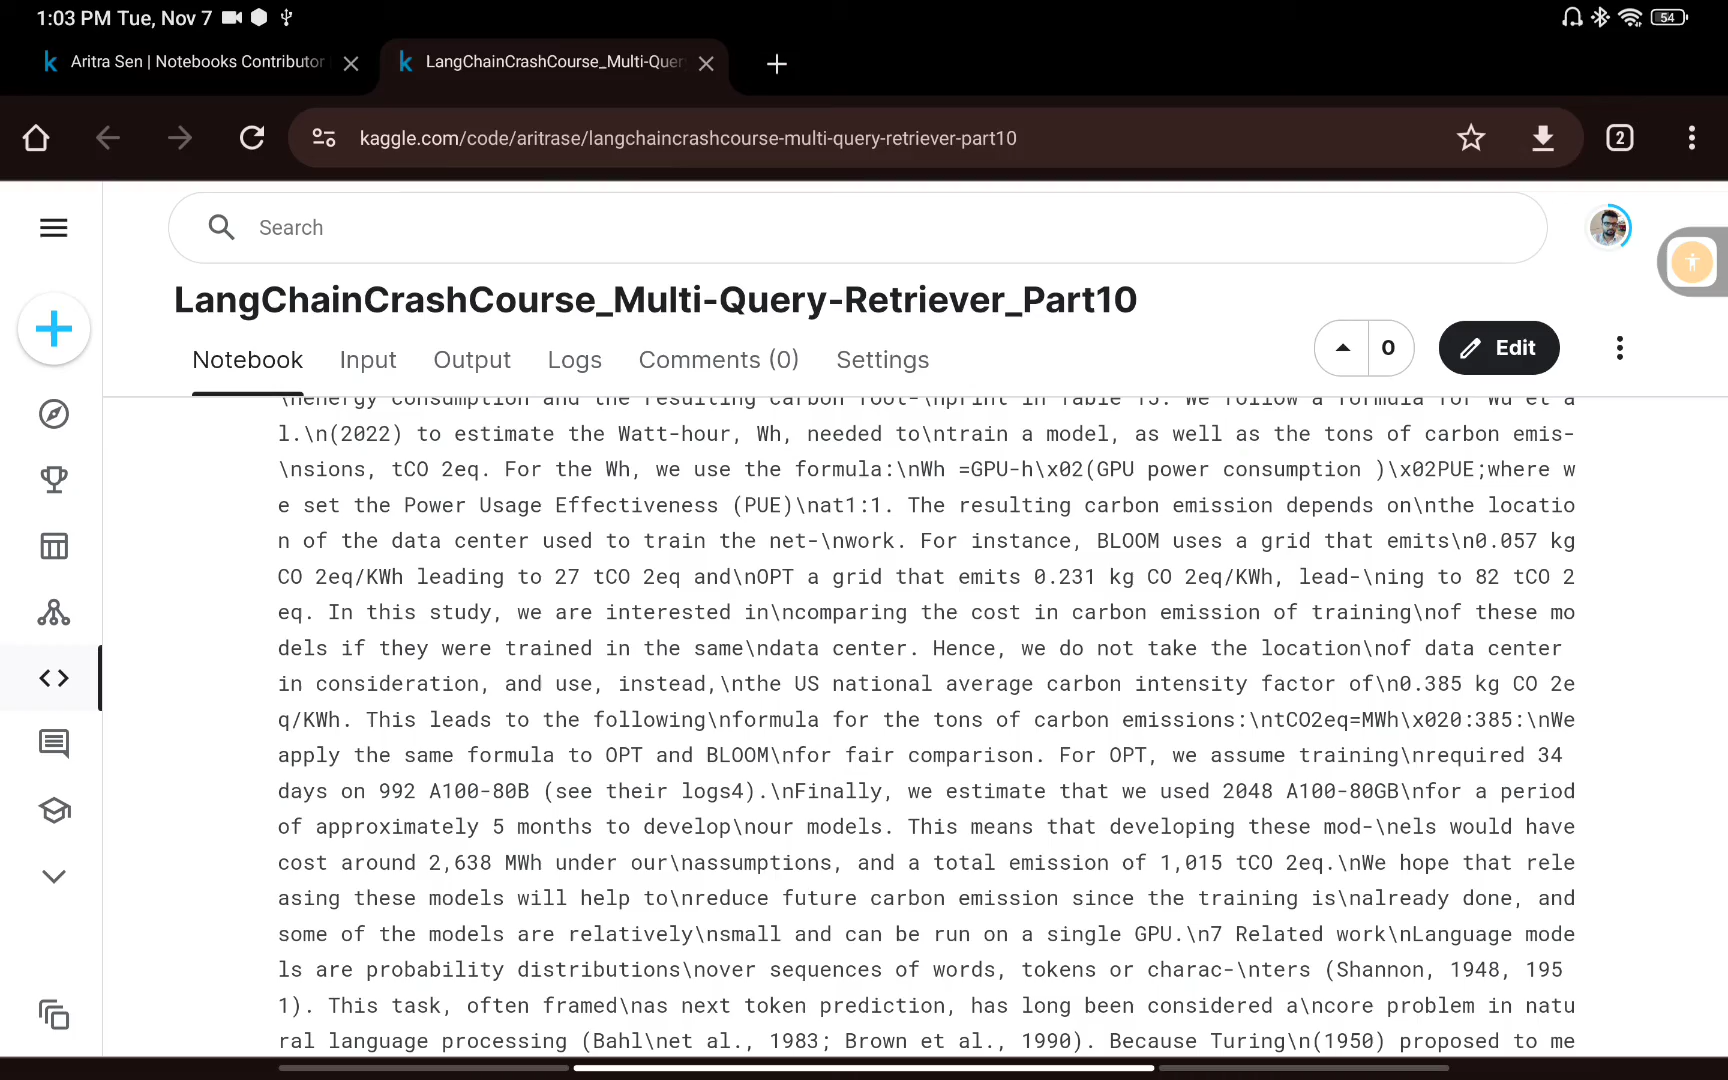 1:03 PM Tue, Nov 7
54
Aritra Sen | Notebooks Contributor
LangChainCrashCourse_Multi-Quer
kaggle.com/code/aritrase/langchaincrashcourse-multi-query-retriever-part10
2
Search
LangChainCrashCourse_Multi-Query-Retriever_Part10
Notebook Input Output Logs Comments (0) Settings
0 Edit
\nenergy consumption and the resulting carbon foot-\nprint in Table 15. We follow a formula for Wu et a
l.\n(2022) to estimate the Watt-hour, Wh, needed to\ntrain a model, as well as the tons of carbon emis-
\nsions, tCO 2eq. For the Wh, we use the formula:\nWh =GPU-h\x02(GPU power consumption )\x02PUE;where w
e set the Power Usage Effectiveness (PUE)\nat1:1. The resulting carbon emission depends on\nthe locatio
n of the data center used to train the net-\nwork. For instance, BLOOM uses a grid that emits\n0.057 kg
CO 2eq/KWh leading to 27 tCO 2eq and\nOPT a grid that emits 0.231 kg CO 2eq/KWh, lead-\ning to 82 tCO 2
eq. In this study, we are interested in\ncomparing the cost in carbon emission of training\nof these mo
dels if they were trained in the same\ndata center. Hence, we do not take the location\nof data center
in consideration, and use, instead,\nthe US national average carbon intensity factor of\n0.385 kg CO 2e
q/KWh. This leads to the following\nformula for the tons of carbon emissions:\ntCO2eq=MWh\x020:385:\nWe
apply the same formula to OPT and BLOOM\nfor fair comparison. For OPT, we assume training\nrequired 34
days on 992 A100-80B (see their logs4).\nFinally, we estimate that we used 2048 A100-80GB\nfor a period
of approximately 5 months to develop\nour models. This means that developing these mod-\nels would have
cost around 2,638 MWh under our\nassumptions, and a total emission of 1,015 tCO 2eq.\nWe hope that rele
asing these models will help to\nreduce future carbon emission since the training is\nalready done, and
some of the models are relatively\nsmall and can be run on a single GPU.\n7 Related work\nLanguage mode
ls are probability distributions\nover sequences of words, tokens or charac-\nters (Shannon, 1948, 195
1). This task, often framed\nas next token prediction, has long been considered a\ncore problem in natu
ral language processing (Bahl\net al., 1983; Brown et al., 1990). Because Turing\n(1950) proposed to me